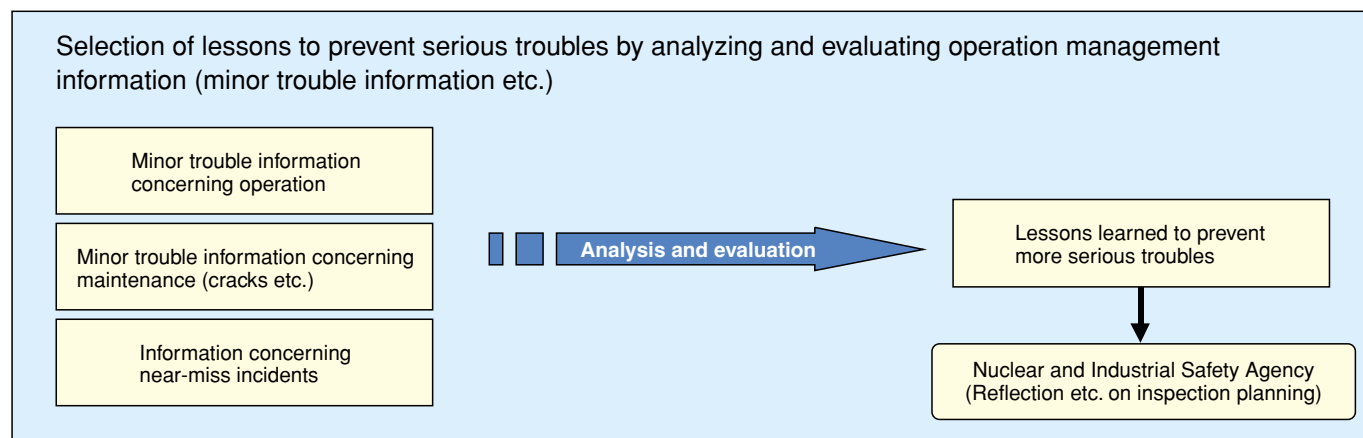 Selection of lessons to prevent serious troubles by analyzing and evaluating operation management
information (minor trouble information etc.)
Minor trouble information
concerning operation
Minor trouble information concerning
maintenance (cracks etc.)
Information concerning
near-miss incidents
Analysis and evaluation
Lessons learned to prevent
more serious troubles
Nuclear and Industrial Safety Agency
(Reflection etc. on inspection planning)